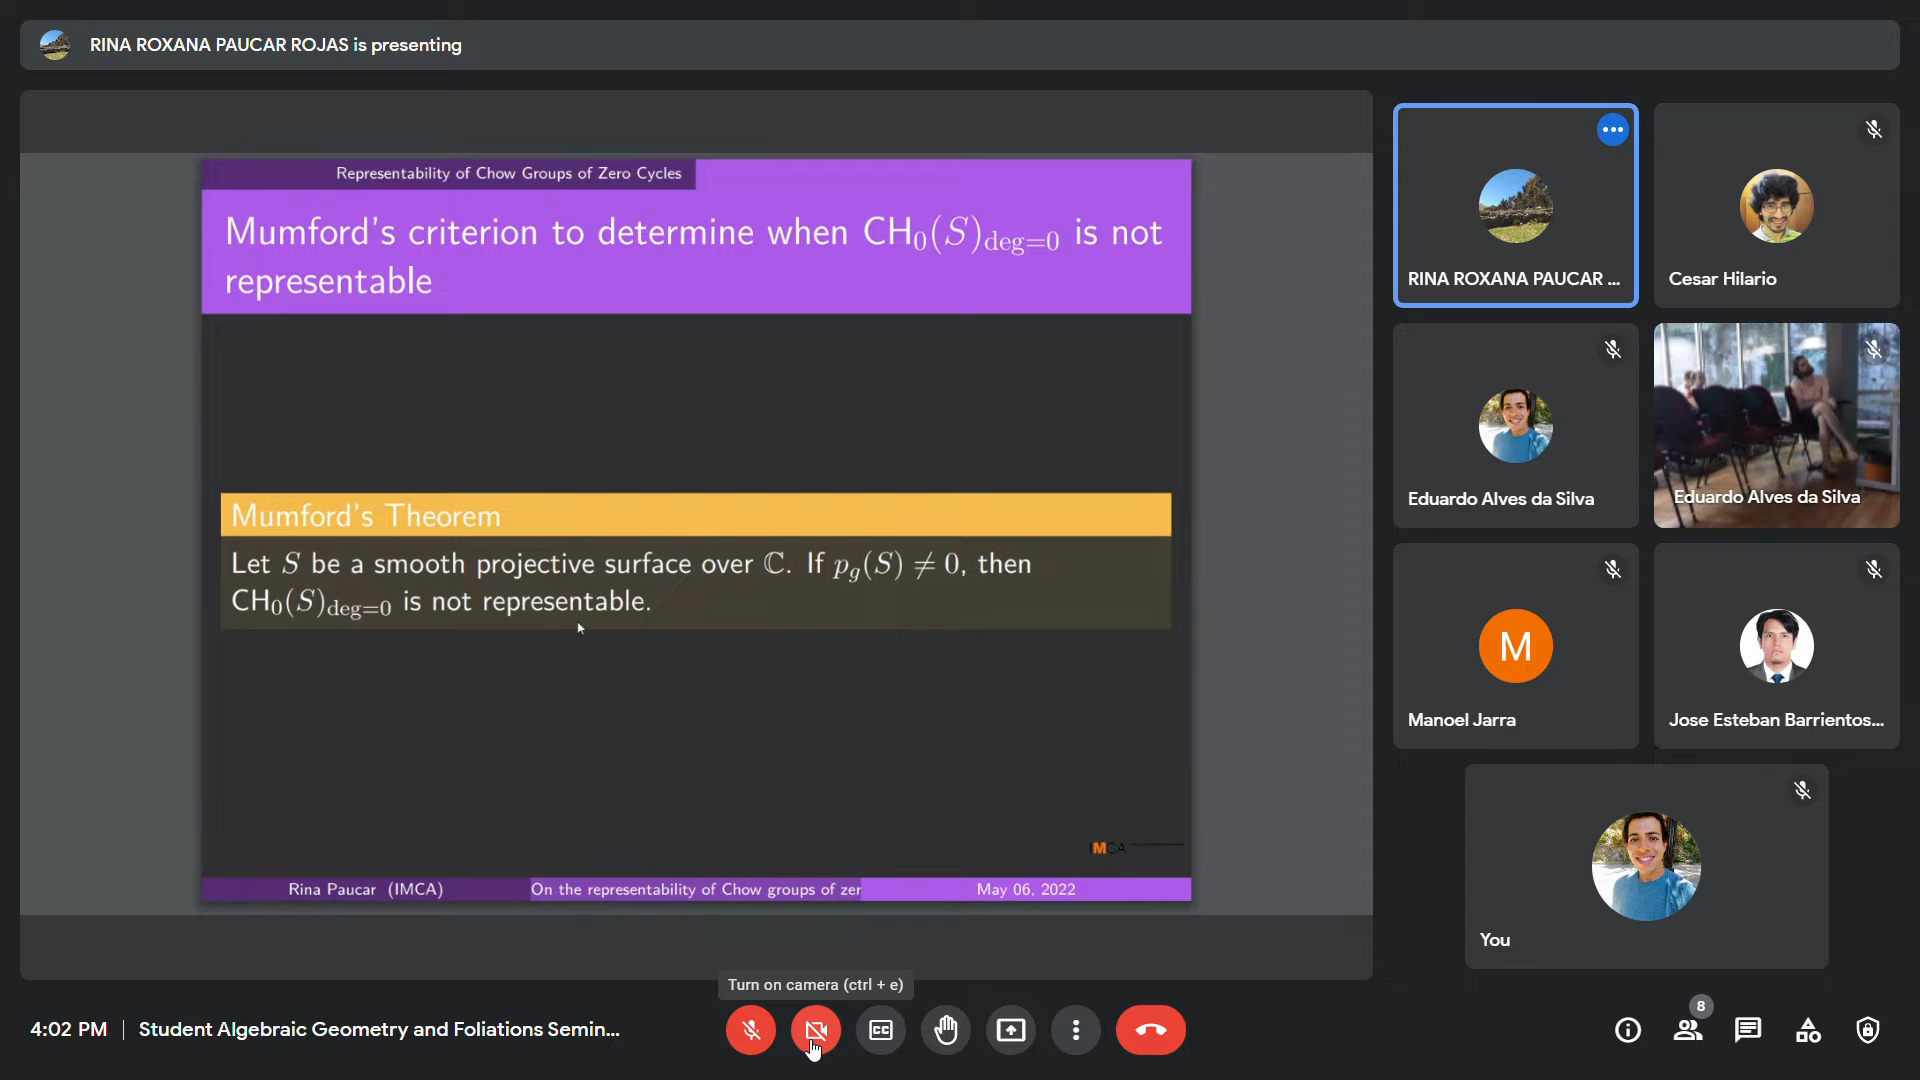 RINA ROXANA PAUCAR ROJAS is presenting
Representability of Chow Groups of Zero Cycles
Mumford's criterion to determine when CH₀(S)deg=0 is not
representable
Mumford's Theorem
Let S be a smooth projective surface over ℂ. If p_g(S) ≠ 0, then
CH₀(S)deg=0 is not representable.
IMCA
Rina Paucar (IMCA)
On the representability of Chow groups of zer
May 06, 2022
RINA ROXANA PAUCAR ...
Cesar Hilario
Eduardo Alves da Silva
Eduardo Alves da Silva
M
Manoel Jarra
Jose Esteban Barrientos...
You
Turn on camera (ctrl + e)
4:02 PM
Student Algebraic Geometry and Foliations Semin...
CC
8